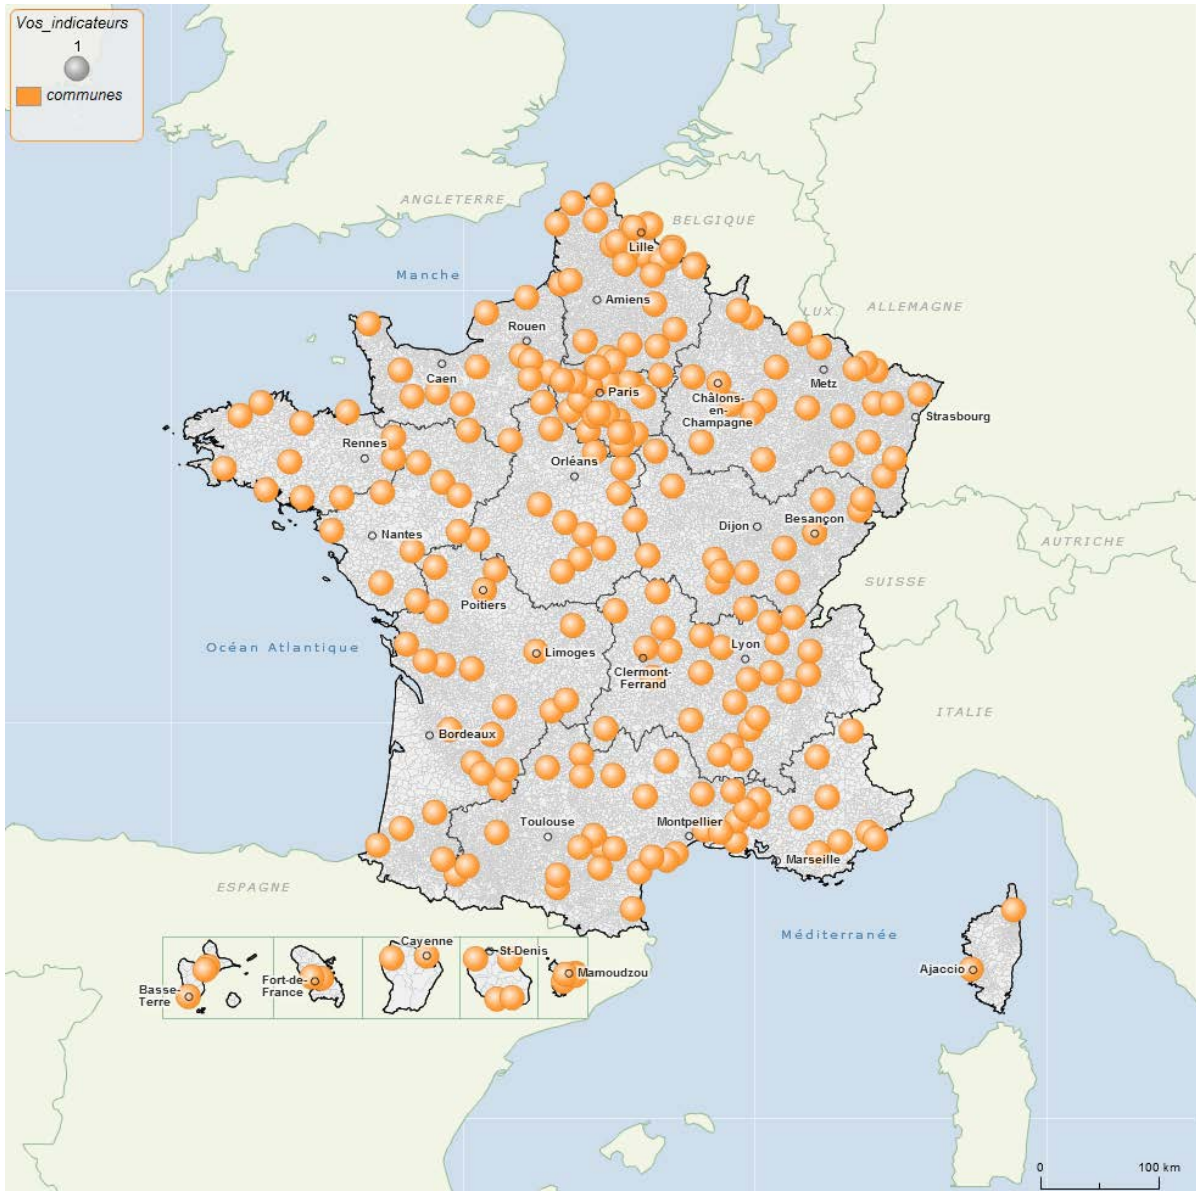 Vos_indicateurs
1
communes
ANGLETERRE
BELGIQUE
Lille
Manche
Amiens
LUX.
ALLEMAGNE
Rouen
Caen
Metz
Paris
Châlons-
en-
Champagne
Strasbourg
Rennes
Orléans
Dijon
Besançon
Nantes
AUTRICHE
SUISSE
Poitiers
Océan Atlantique
Limoges
Lyon
Clermont-
Ferrand
ITALIE
Bordeaux
Toulouse
Montpellier
Marseille
ESPAGNE
Méditerranée
Cayenne
St-Denis
Mamoudzou
Basse-
Terre
Fort-de-
France
Ajaccio
0
100 km